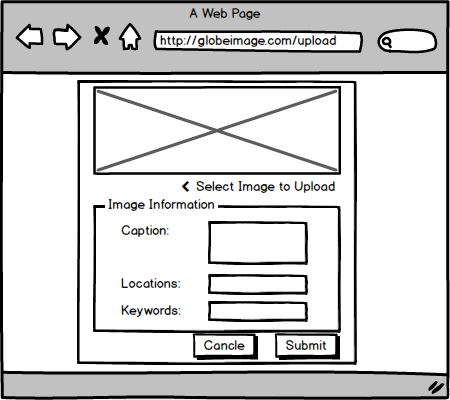 A Web Page
http://globeimage.com/upload
Select Image to Upload
Image Information
Caption:
Locations:
Keywords:
Cancle
Submit